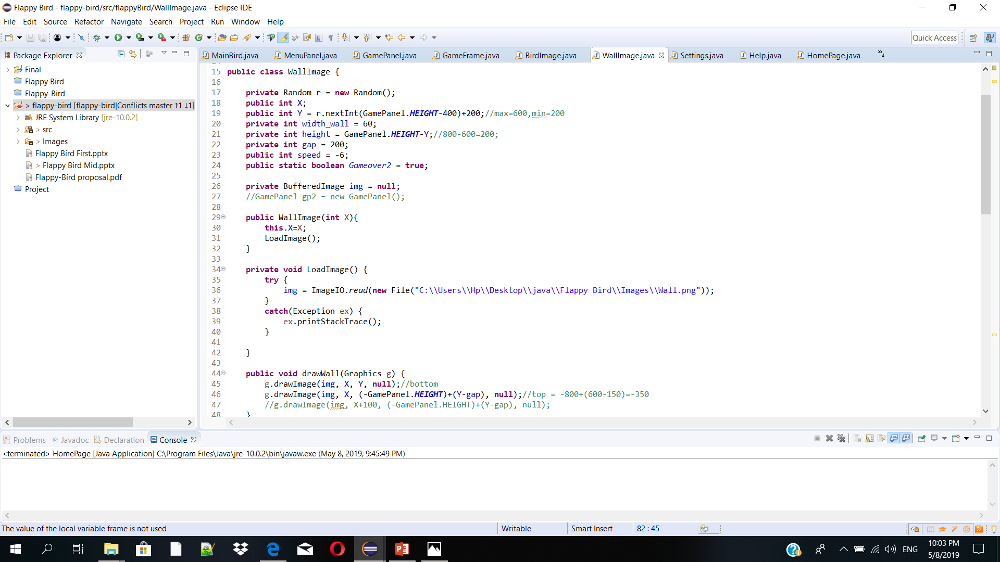 Flappy Bird - flappy-bird/src/flappyBird/WallImage.java - Eclipse IDE
File Edit Source Refactor Navigate Search Project Run Window Help
Quick Access
Package Explorer
Final
Flappy Bird
Flappy_Bird
> flappy-bird [flappy-bird|Conflicts master ↑1 ↓1]
JRE System Library [jre-10.0.2]
> src
> Images
Flappy Bird First.pptx
> Flappy Bird Mid.pptx
Flappy-Bird proposal.pdf
Project
MainBird.java MenuPanel.java GamePanel.java GameFrame.java BirdImage.java WallImage.java Settings.java Help.java HomePage.java »4
15 public class WallImage {
16
17 private Random r = new Random();
18 public int X;
19 public int Y = r.nextInt(GamePanel.HEIGHT-400)+200;//max=600,min=200
20 private int width_wall = 60;
21 private int height = GamePanel.HEIGHT-Y;//800-600=200;
22 private int gap = 200;
23 public int speed = -6;
24 public static boolean Gameover2 = true;
25
26 private BufferedImage img = null;
27 //GamePanel gp2 = new GamePanel();
28
29 public WallImage(int X){
30 this.X=X;
31 LoadImage();
32 }
33
34 private void LoadImage() {
35 try {
36 img = ImageIO.read(new File("C:\\Users\\Hp\\Desktop\\java\\Flappy Bird\\Images\\Wall.png"));
37 }
38 catch(Exception ex) {
39 ex.printStackTrace();
40 }
41
42 }
43
44 public void drawWall(Graphics g) {
45 g.drawImage(img, X, Y, null);//bottom
46 g.drawImage(img, X, (-GamePanel.HEIGHT)+(Y-gap), null);//top = -800+(600-150)=-350
47 //g.drawImage(img, X+100, (-GamePanel.HEIGHT)+(Y-gap), null);
48 }
Problems @ Javadoc Declaration Console
<terminated> HomePage [Java Application] C:\Program Files\Java\jre-10.0.2\bin\javaw.exe (May 8, 2019, 9:45:49 PM)
The value of the local variable frame is not used Writable Smart Insert 82 : 45
ENG
10:03 PM
5/8/2019